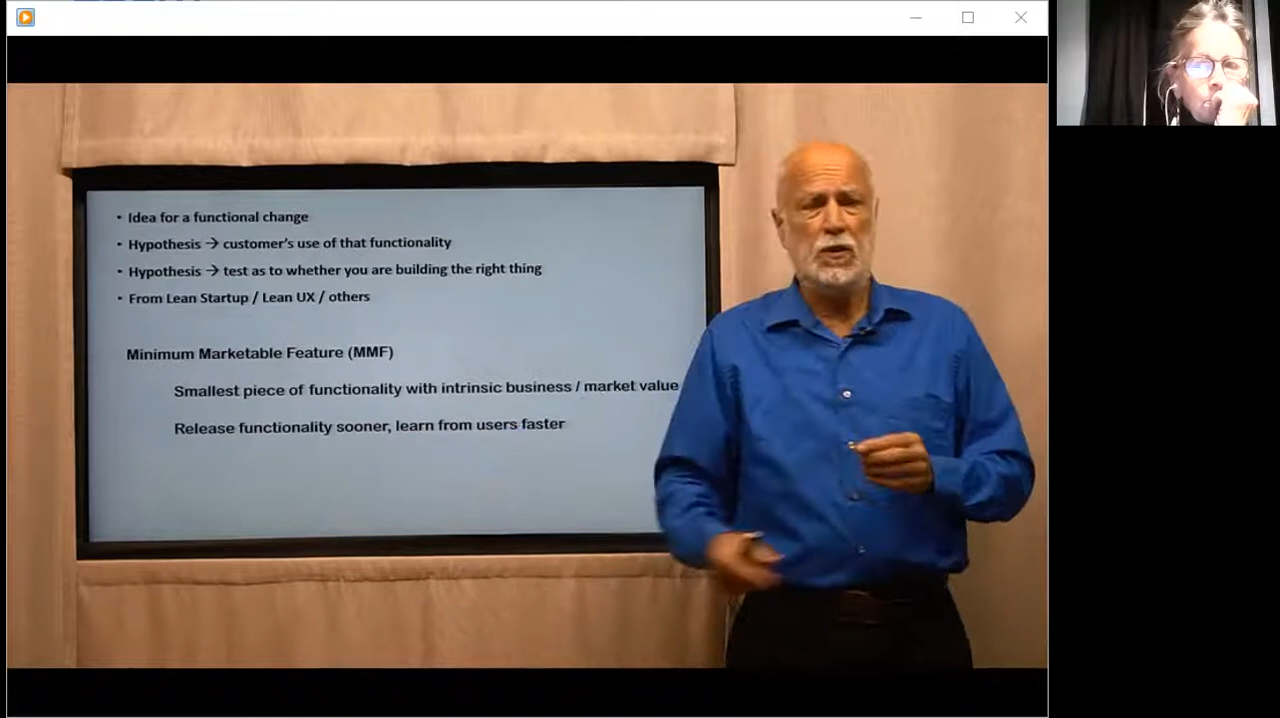 • Idea for a functional change
• Hypothesis → customer's use of that functionality
• Hypothesis → test as to whether you are building the right thing
• From Lean Startup / Lean UX / others
Minimum Marketable Feature (MMF)
Smallest piece of functionality with intrinsic business / market value
Release functionality sooner, learn from users faster